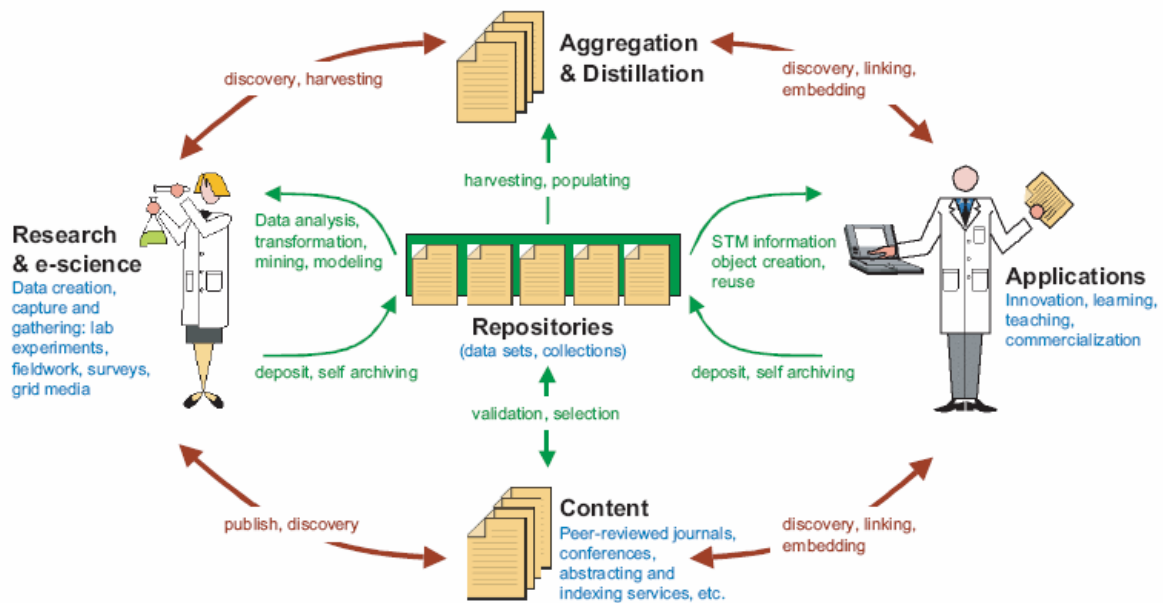 Aggregation
& Distillation
discovery, harvesting
discovery, linking,
embedding
harvesting, populating
Research
& e-science
Data creation,
capture and
gathering: lab
experiments,
fieldwork, surveys,
grid media
Data analysis,
transformation,
mining, modeling
STM information
object creation,
reuse
Applications
Innovation, learning,
teaching,
commercialization
Repositories
(data sets, collections)
deposit, self archiving
deposit, self archiving
validation, selection
publish, discovery
Content
Peer-reviewed journals,
conferences,
abstracting and
indexing services, etc.
discovery, linking,
embedding